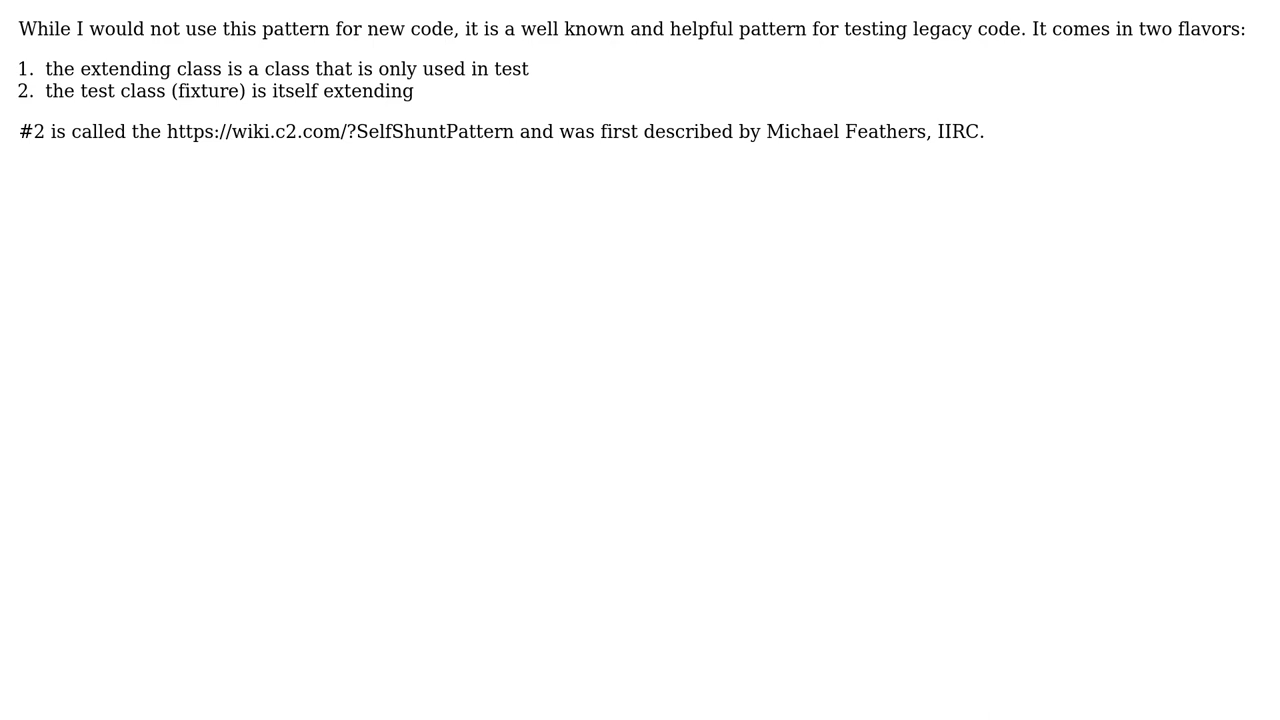 While I would not use this pattern for new code, it is a well known and helpful pattern for testing legacy code. It comes in two flavors:
1. the extending class is a class that is only used in test
2. the test class (fixture) is itself extending
#2 is called the https://wiki.c2.com/?SelfShuntPattern and was first described by Michael Feathers, IIRC.